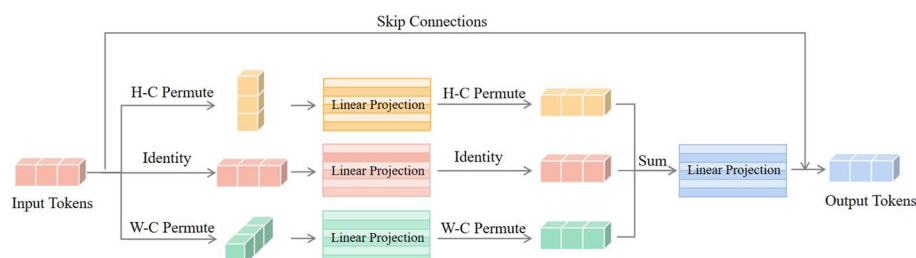 Skip Connections
H-C Permute
Linear Projection
H-C Permute
Input Tokens
Identity
Linear Projection
Identity
Sum
Linear Projection
Output Tokens
W-C Permute
Linear Projection
W-C Permute